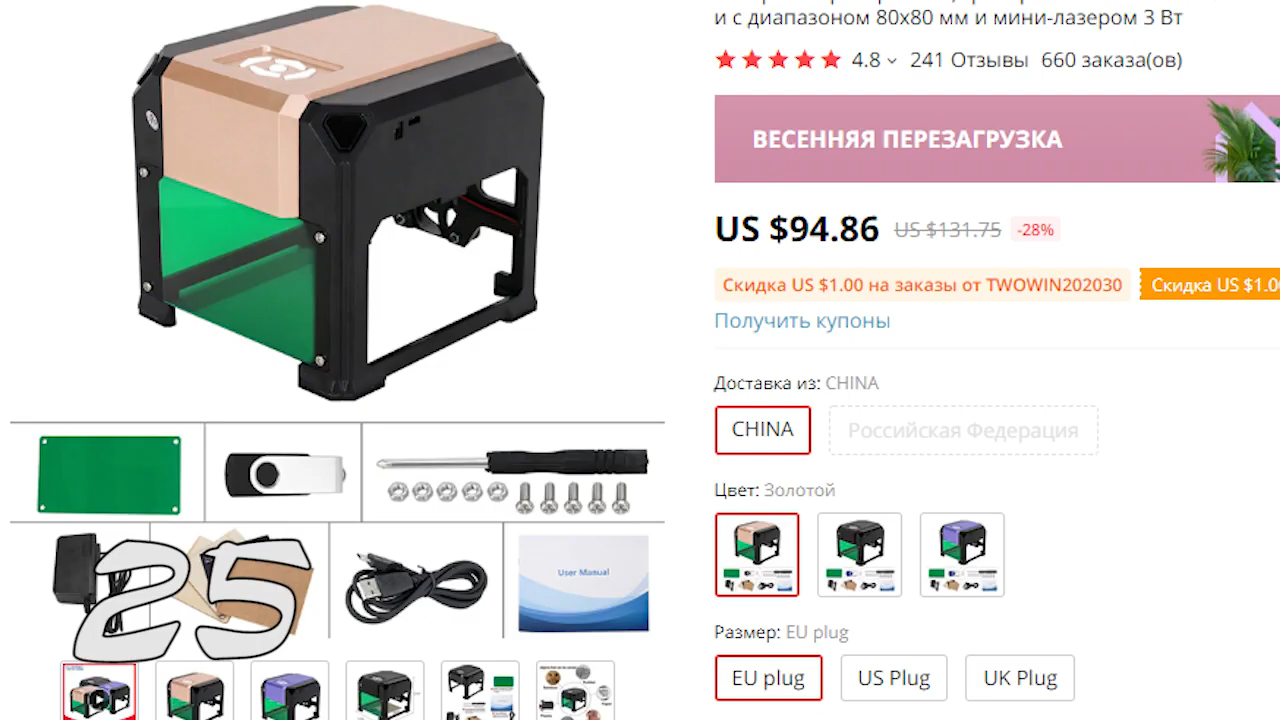 и с диапазоном 80x80 мм и мини-лазером 3 Вт
4.8 241 Отзывы 660 заказа(ов)
ВЕСЕННЯЯ ПЕРЕЗАГРУЗКА
US $94.86 US $131.75 -28%
Скидка US $1.00 на заказы от TWOWIN202030 Скидка US $1.0
Получить купоны
Доставка из: CHINA
CHINA Российская Федерация
Цвет: Золотой
Размер: EU plug
EU plug US Plug UK Plug
User Manual
25